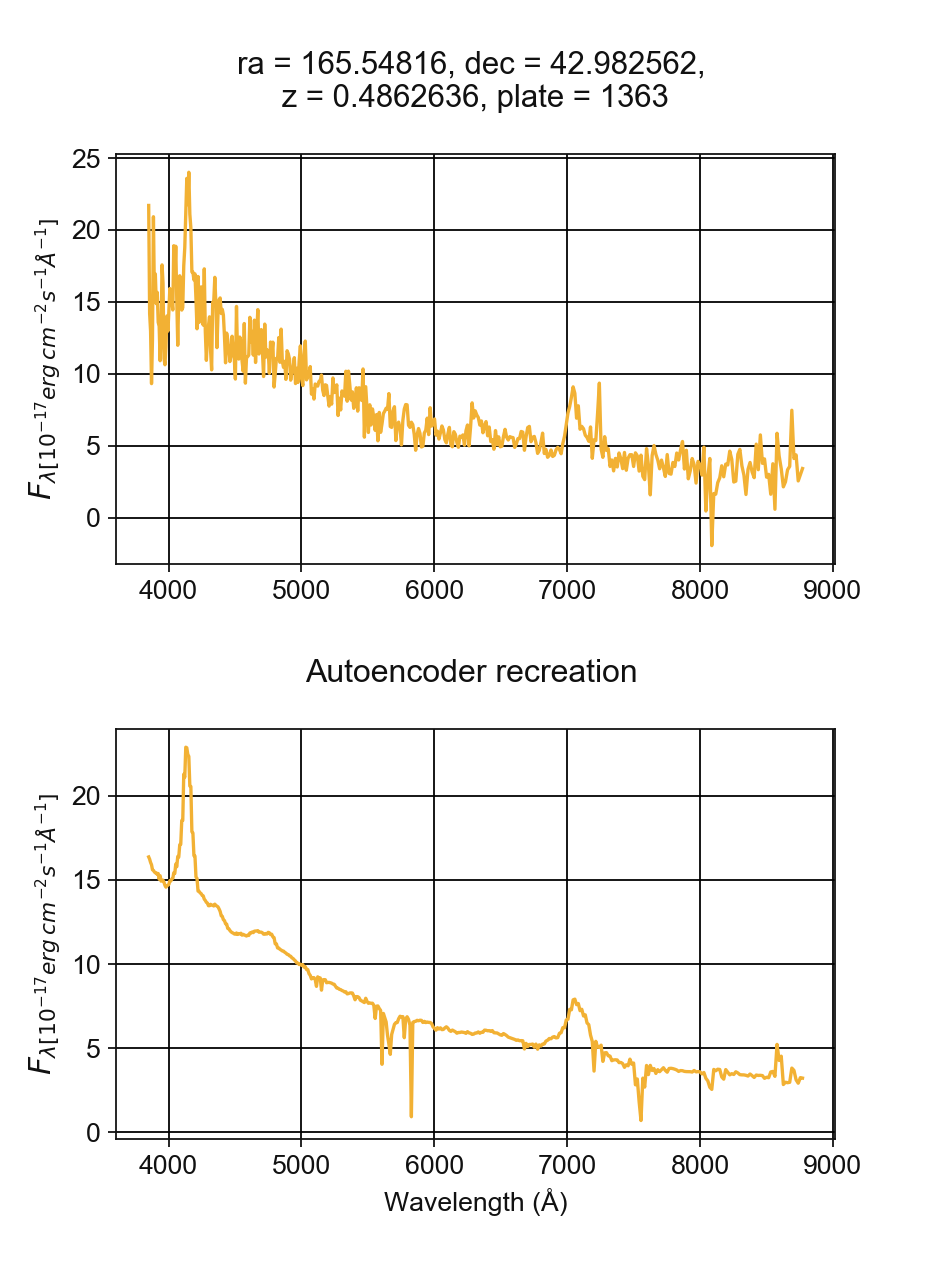 ra = 165.54816, dec = 42.982562,
z = 0.4862636, plate = 1363
25
20
15
10
5
0
F_λ[10^{−17} erg cm^{−2} s^{−1} Å^{−1}]
4000 5000 6000 7000 8000 9000
Autoencoder recreation
20
15
10
5
0
F_λ[10^{−17} erg cm^{−2} s^{−1} Å^{−1}]
4000 5000 6000 7000 8000 9000
Wavelength (Å)